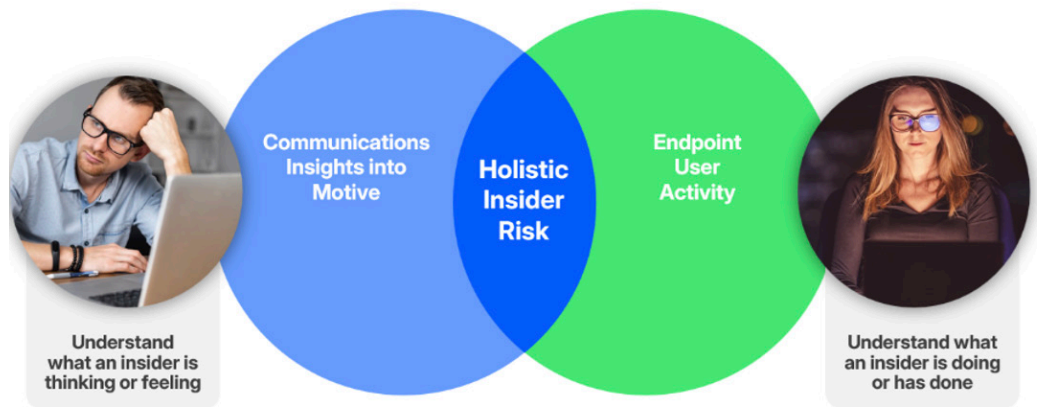 Communications
Insights into
Motive
Holistic
Insider
Risk
Endpoint
User
Activity
Understand
what an insider is
thinking or feeling
Understand what
an insider is doing
or has done